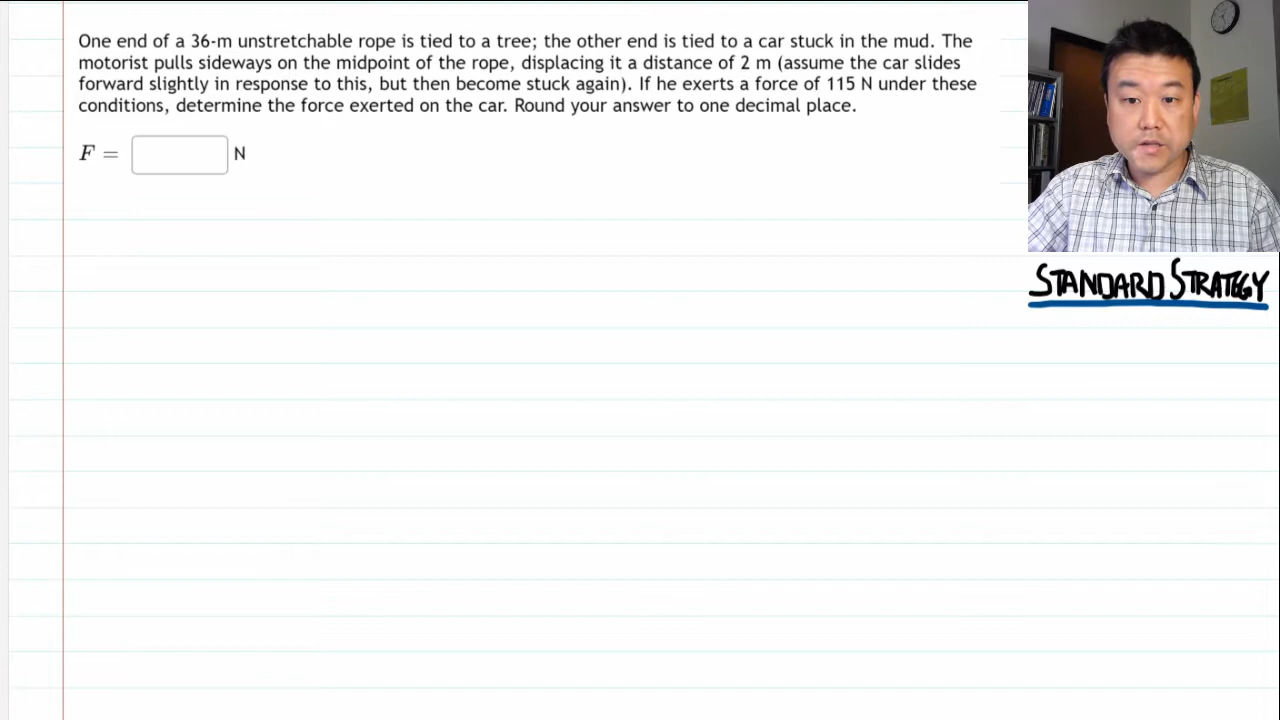 One end of a 36-m unstretchable rope is tied to a tree; the other end is tied to a car stuck in the mud. The
motorist pulls sideways on the midpoint of the rope, displacing it a distance of 2 m (assume the car slides
forward slightly in response to this, but then become stuck again). If he exerts a force of 115 N under these
conditions, determine the force exerted on the car. Round your answer to one decimal place.
F = N
STANDARD STRATEGY